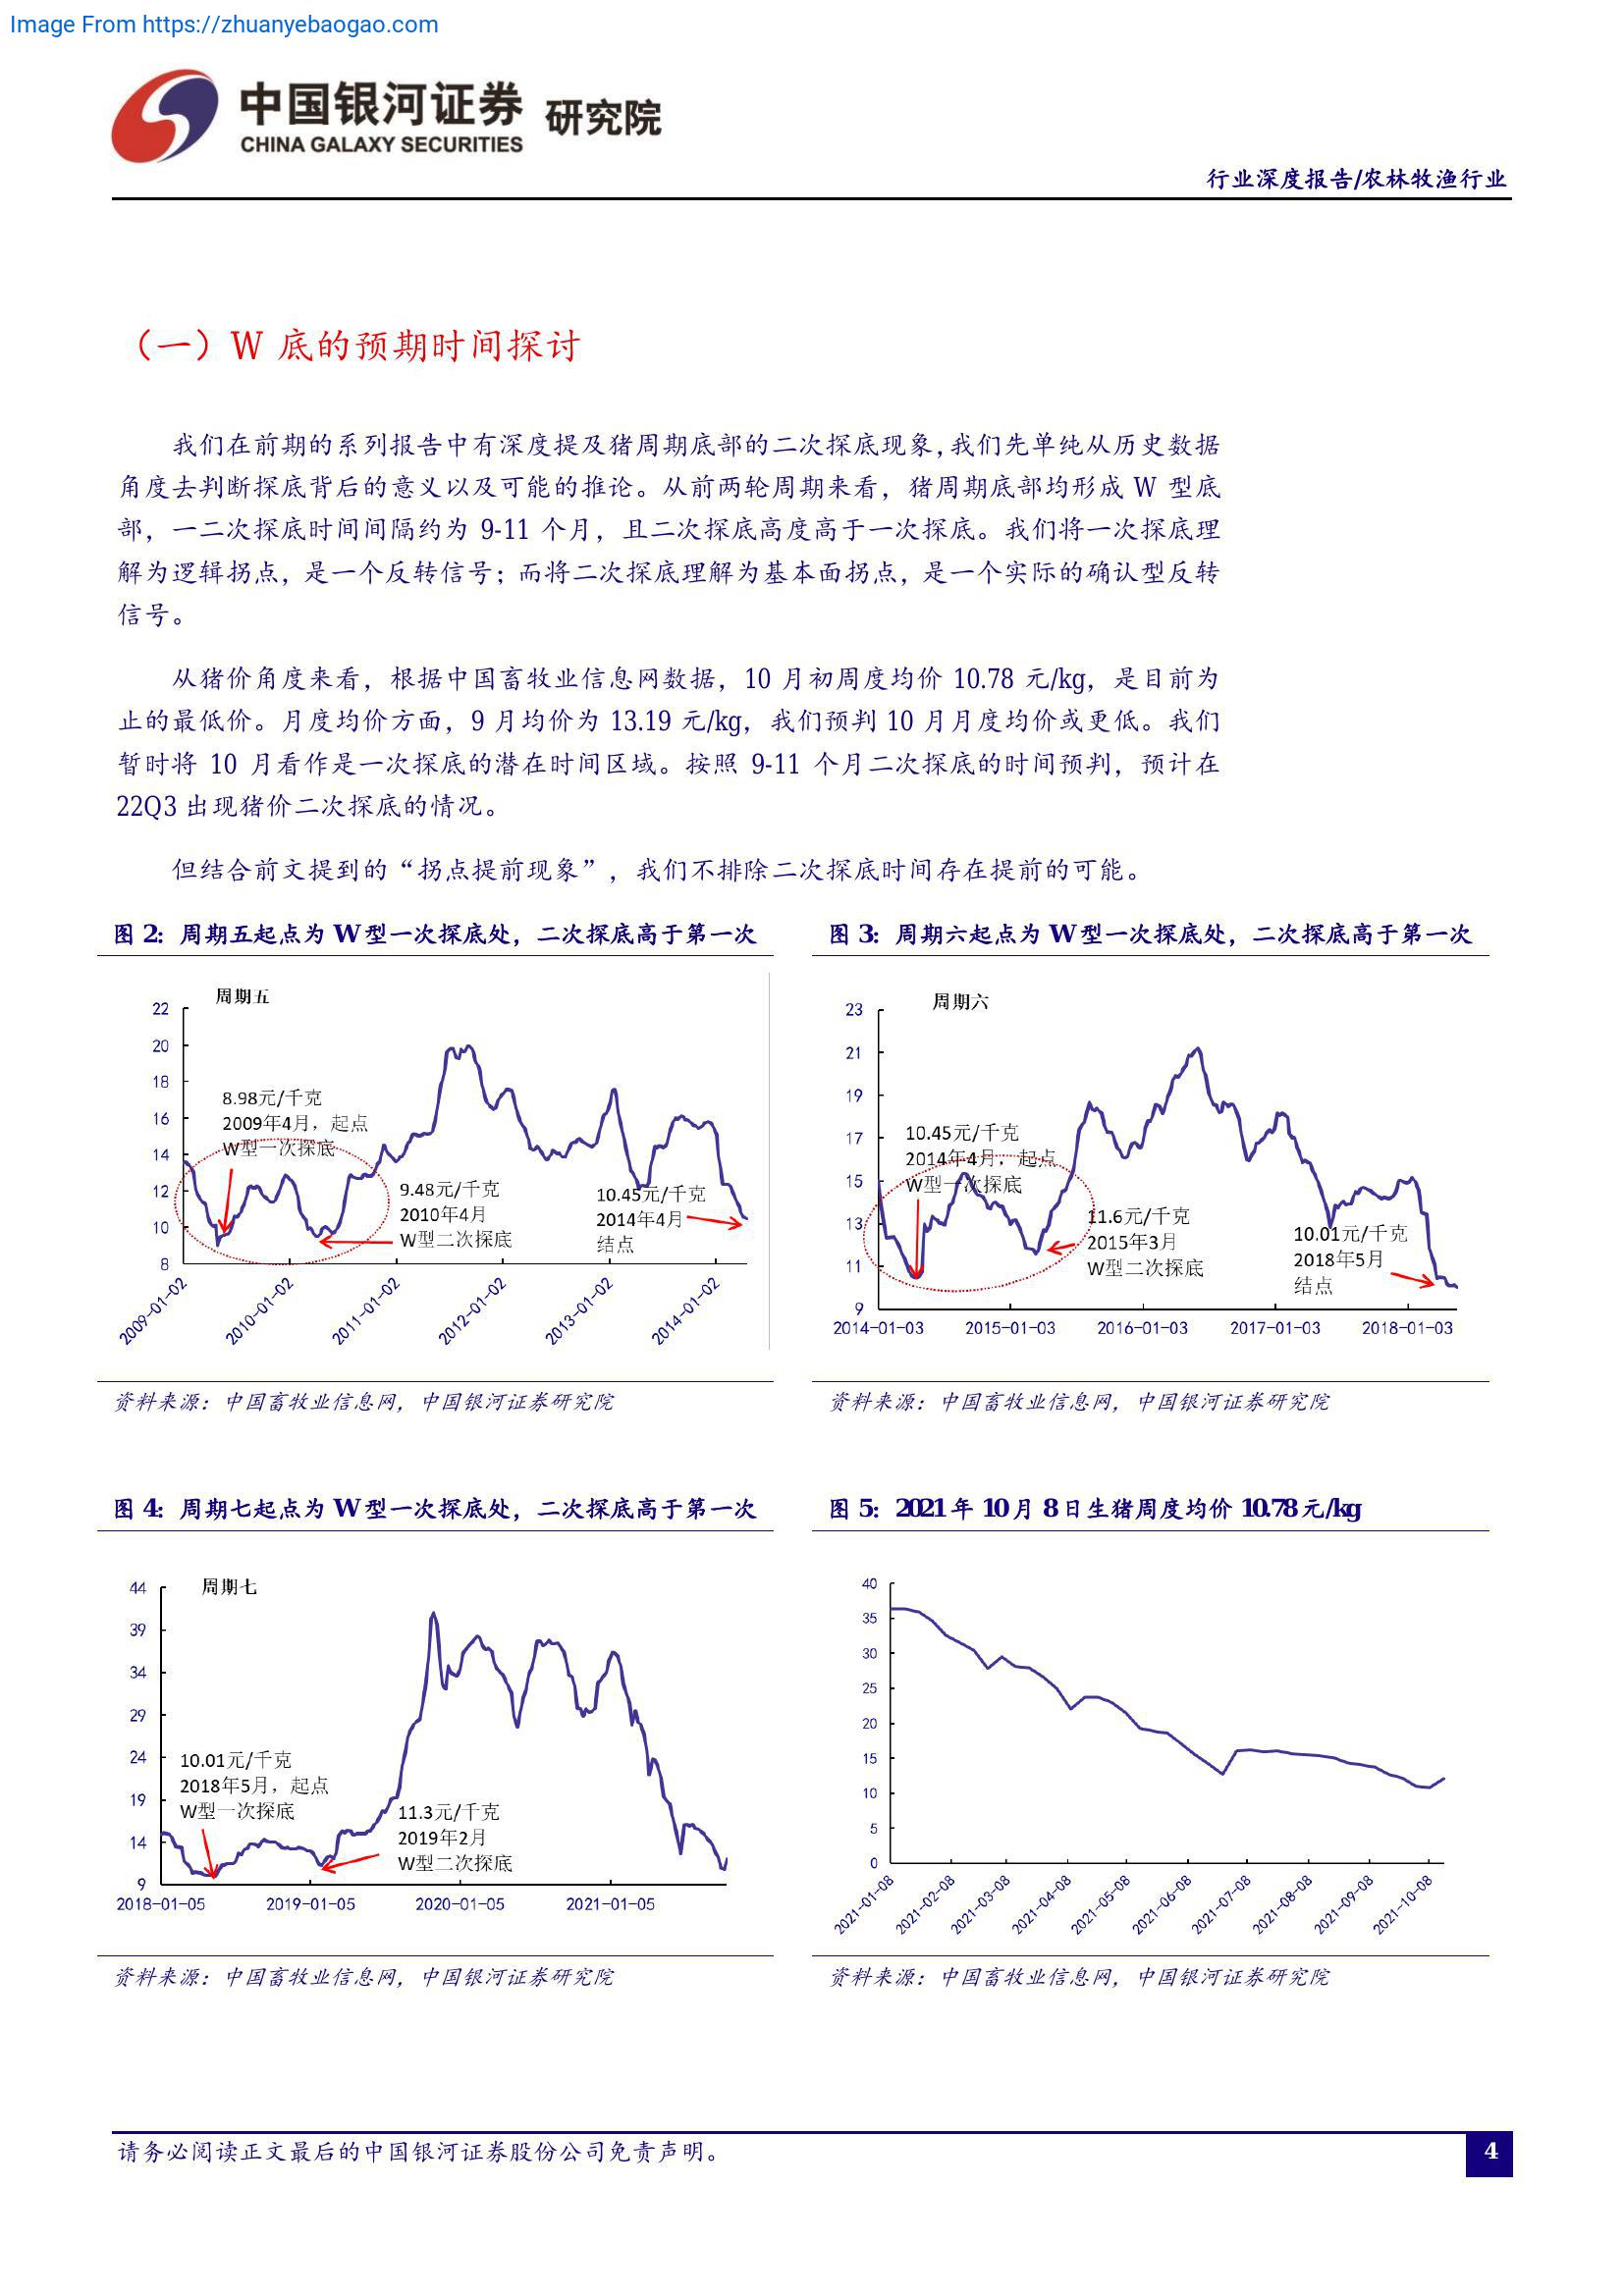 Image From https://zhuanyebaogao.com
中国银河证券 研究院
CHINA GALAXY SECURITIES
行业深度报告/农林牧渔行业
（一）W 底的预期时间探讨
我们在前期的系列报告中有深度提及猪周期底部的二次探底现象，我们先单纯从历史数据
角度去判断探底背后的意义以及可能的推论。从前两轮周期来看，猪周期底部均形成 W 型底
部，一二次探底时间间隔约为 9-11 个月，且二次探底高度高于一次探底。我们将一次探底理
解为逻辑拐点，是一个反转信号；而将二次探底理解为基本面拐点，是一个实际的确认型反转
信号。
从猪价角度来看，根据中国畜牧业信息网数据，10 月初周度均价 10.78 元/kg，是目前为
止的最低价。月度均价方面，9 月均价为 13.19 元/kg，我们预判 10 月月度均价或更低。我们
暂时将 10 月看作是一次探底的潜在时间区域。按照 9-11 个月二次探底的时间预判，预计在
22Q3 出现猪价二次探底的情况。
但结合前文提到的“拐点提前现象”，我们不排除二次探底时间存在提前的可能。
图 2：周期五起点为 W 型一次探底处，二次探底高于第一次
周期五
22
20
18
16
14
12
10
8
8.98元/千克
2009年4月，起点
W型一次探底
9.48元/千克
2010年4月
W型二次探底
10.45元/千克
2014年4月
结点
2009-01-02
2010-01-02
2011-01-02
2012-01-02
2013-01-02
2014-01-02
资料来源：中国畜牧业信息网，中国银河证券研究院
图 3：周期六起点为 W 型一次探底处，二次探底高于第一次
周期六
23
21
19
17
15
13
11
9
10.45元/千克
2014年4月，起点
W型一次探底
11.6元/千克
2015年3月
W型二次探底
10.01元/千克
2018年5月
结点
2014-01-03
2015-01-03
2016-01-03
2017-01-03
2018-01-03
资料来源：中国畜牧业信息网，中国银河证券研究院
图 4：周期七起点为 W 型一次探底处，二次探底高于第一次
周期七
44
39
34
29
24
19
14
9
10.01元/千克
2018年5月，起点
W型一次探底
11.3元/千克
2019年2月
W型二次探底
2018-01-05
2019-01-05
2020-01-05
2021-01-05
资料来源：中国畜牧业信息网，中国银河证券研究院
图 5：2021 年 10 月 8 日生猪周度均价 10.78 元/kg
40
35
30
25
20
15
10
5
0
2021-01-08
2021-02-08
2021-03-08
2021-04-08
2021-05-08
2021-06-08
2021-07-08
2021-08-08
2021-09-08
2021-10-08
资料来源：中国畜牧业信息网，中国银河证券研究院
请务必阅读正文最后的中国银河证券股份公司免责声明。
4